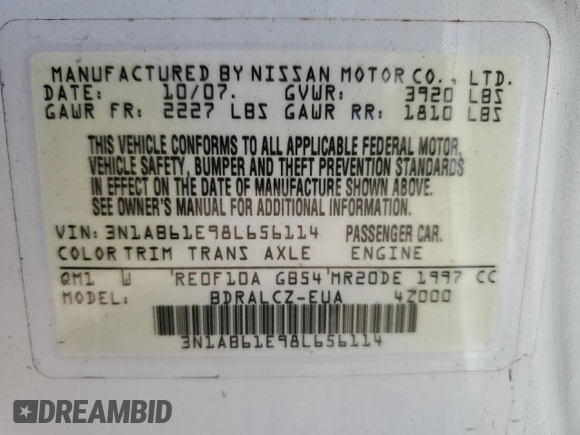 MANUFACTURED BY NISSAN MOTOR CO., LTD.
DATE: 10/07. GVWR: 3920 LBS
GAWR FR: 2227 LBS GAWR RR: 1810 LBS
THIS VEHICLE CONFORMS TO ALL APPLICABLE FEDERAL MOTOR
VEHICLE SAFETY, BUMPER AND THEFT PREVENTION STANDARDS
IN EFFECT ON THE DATE OF MANUFACTURE SHOWN ABOVE.
SEE OWNER'S MANUAL FOR ADDITIONAL INFORMATION.
VIN: 3N1AB61E98L656114 PASSENGER CAR.
COLOR TRIM TRANS AXLE ENGINE
QM1 W 'RE0F10A GB54'MR20DE 1997 CC
MODEL: BDRALCZ-EUA 4Z000
3N1AB61E98L656114
DREAMBID